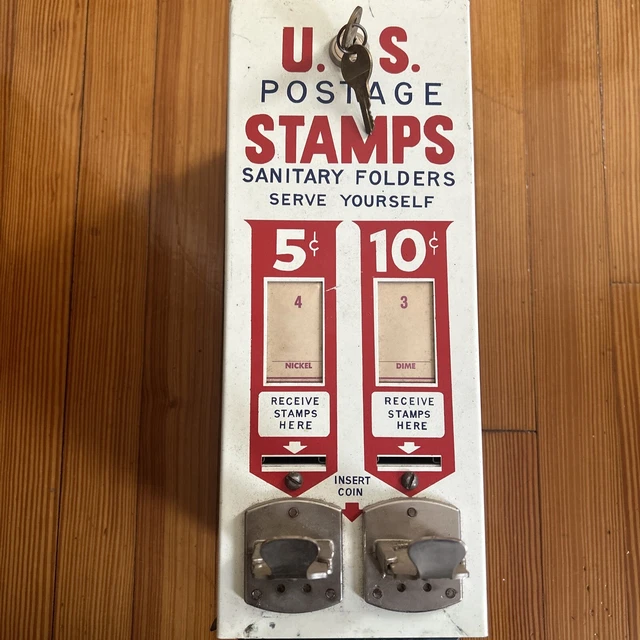 U. S.
POSTAGE
STAMPS
SANITARY FOLDERS
SERVE YOURSELF
5¢ 10¢
4 3
NICKEL DIME
RECEIVE
STAMPS
HERE
RECEIVE
STAMPS
HERE
INSERT
COIN